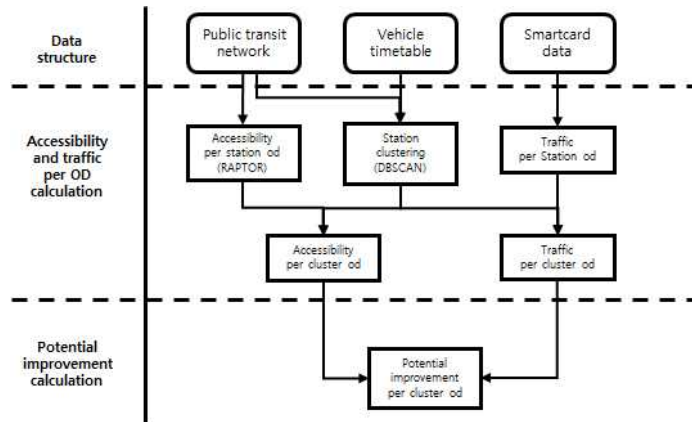 Data
structure
Public transit
network
Vehicle
timetable
Smartcard
data
Accessibility
and traffic
per OD
calculation
Accessibility
per station od
(RAPTOR)
Station
clustering
(DBSCAN)
Traffic
per Station od
Accessibility
per cluster od
Traffic
per cluster od
Potential
improvement
calculation
Potential
improvement
per cluster od